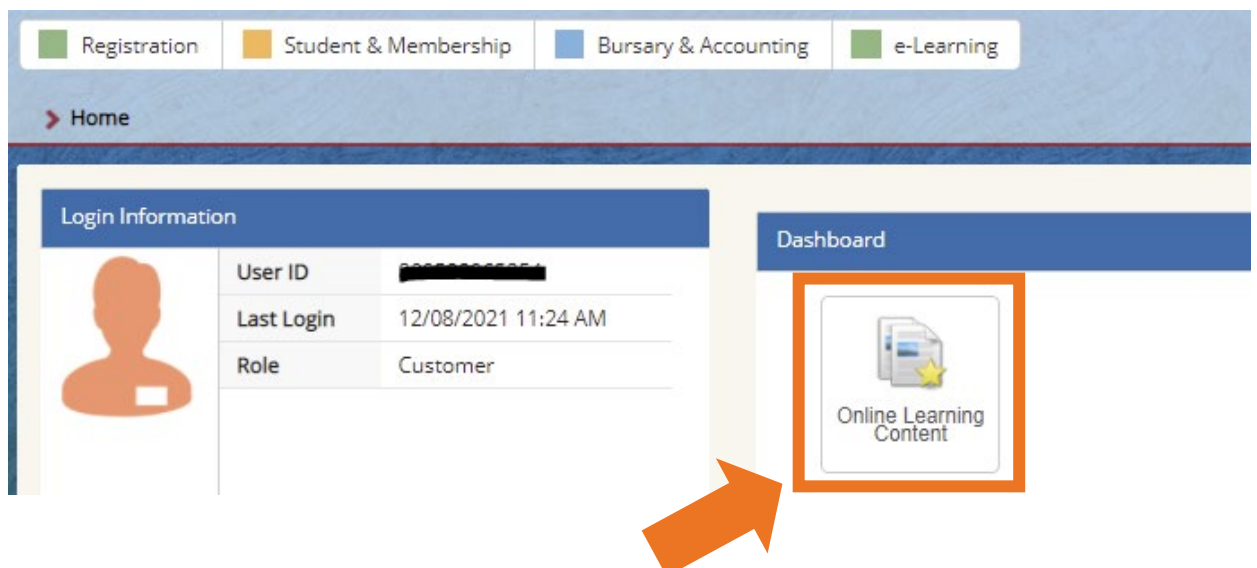 Registration
Student & Membership
Bursary & Accounting
e-Learning
Home
Login Information
User ID
Last Login 12/08/2021 11:24 AM
Role Customer
Dashboard
Online Learning
Content